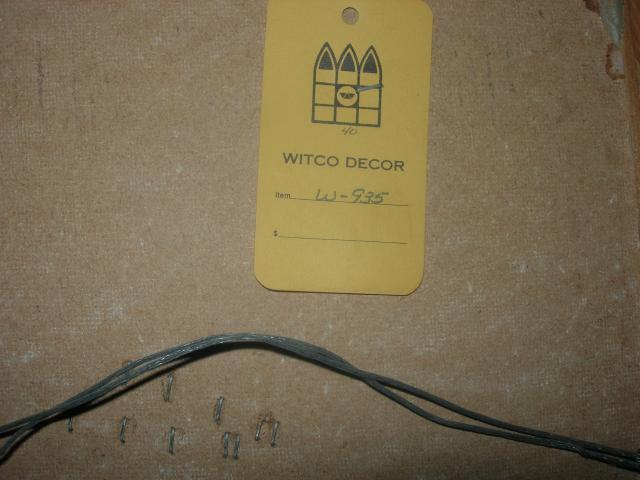 40
WITCO DECOR
Item W-935
$